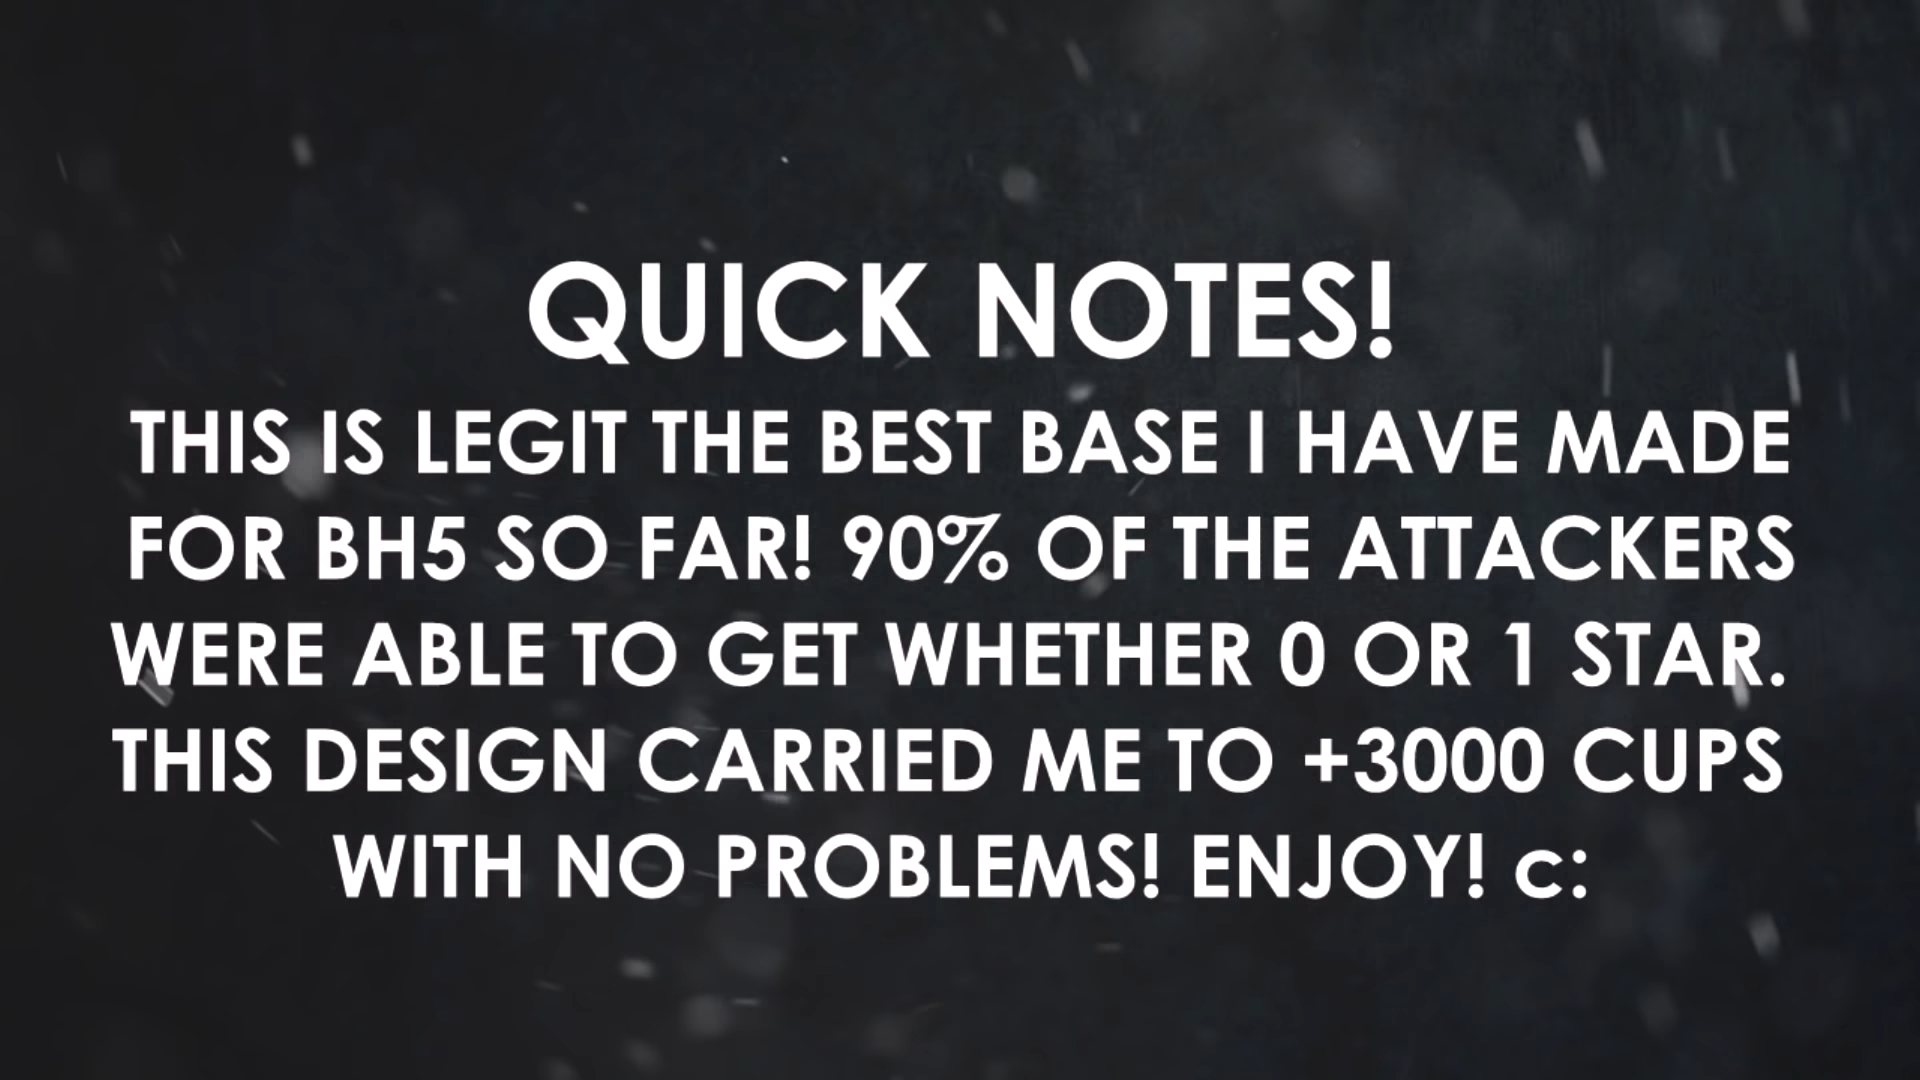 QUICK NOTES!
THIS IS LEGIT THE BEST BASE I HAVE MADE
FOR BH5 SO FAR! 90% OF THE ATTACKERS
WERE ABLE TO GET WHETHER 0 OR 1 STAR.
THIS DESIGN CARRIED ME TO +3000 CUPS
WITH NO PROBLEMS! ENJOY! c: